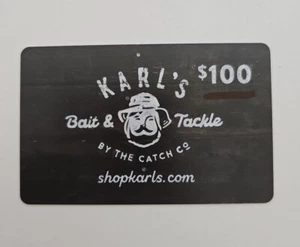 KARL'S
$100
Bait & Tackle
BY THE CATCH CO
shopkarls.com